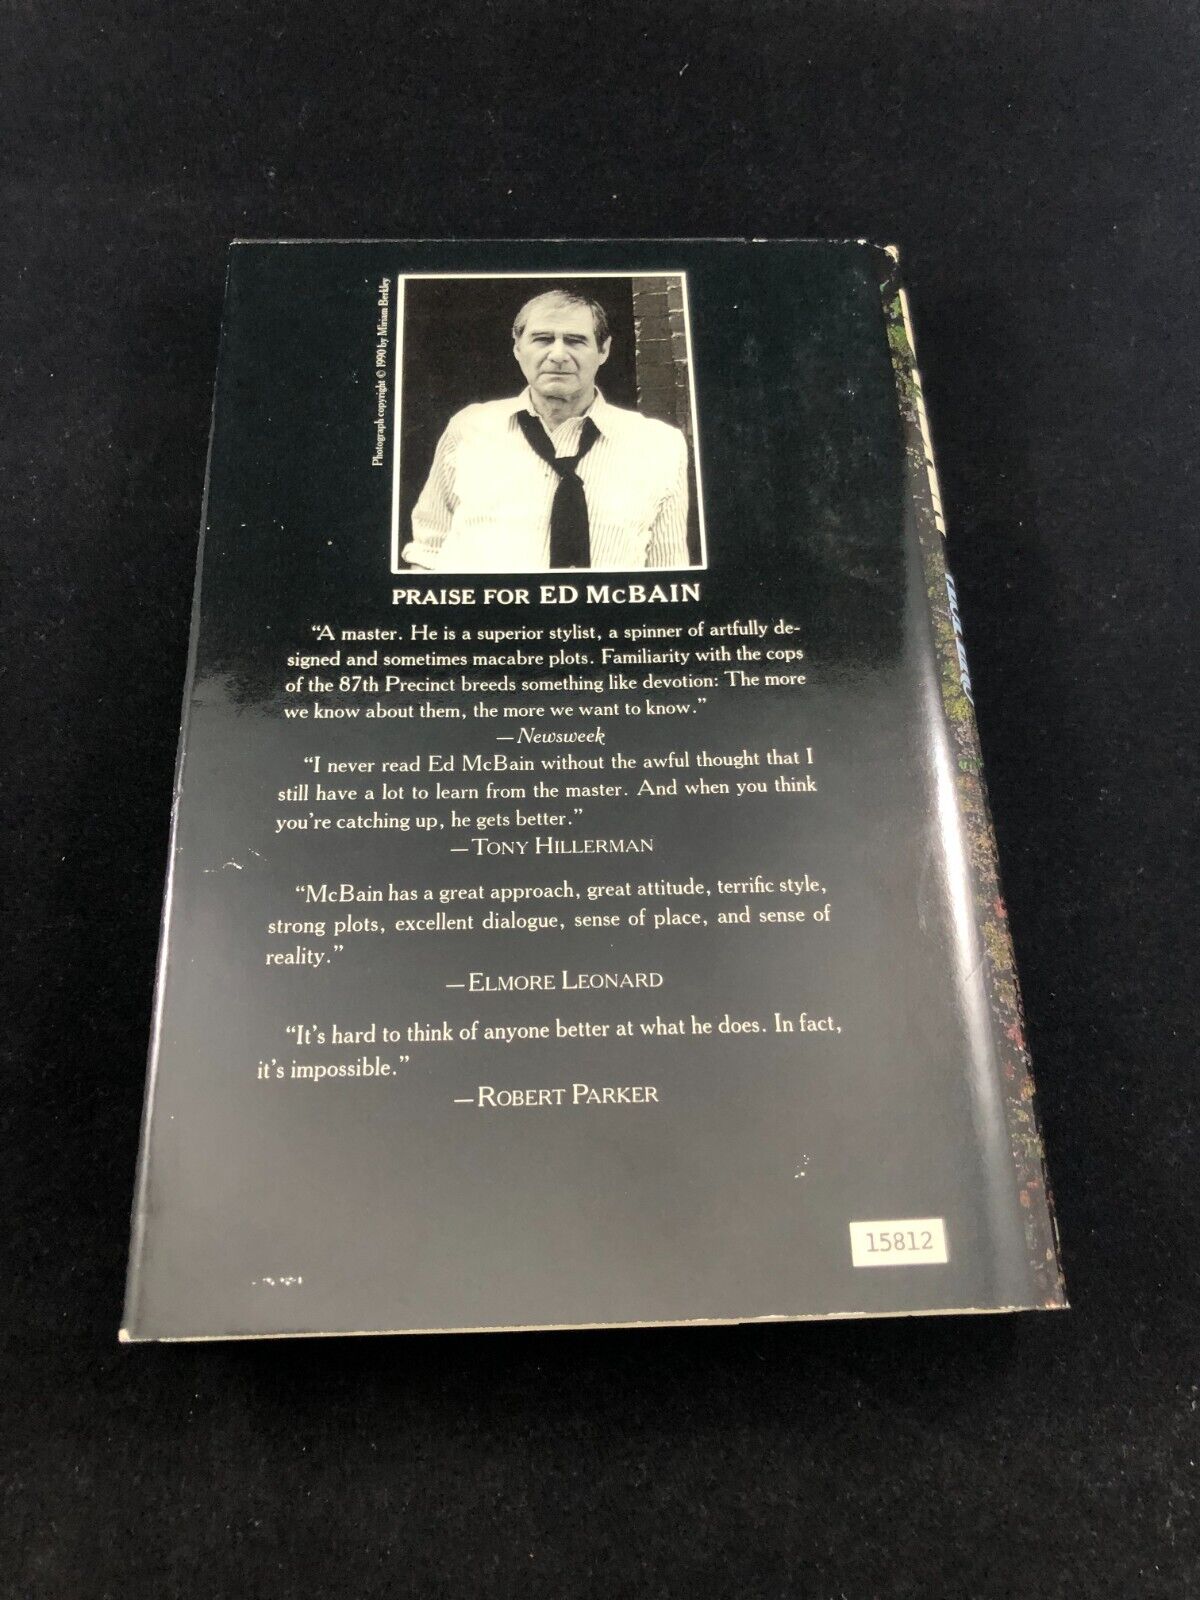 Photograph copyright © 1990 by Miriam Berkley
PRAISE FOR ED McBAIN
“A master. He is a superior stylist, a spinner of artfully de-
signed and sometimes macabre plots. Familiarity with the cops
of the 87th Precinct breeds something like devotion: The more
we know about them, the more we want to know.”
—Newsweek
“I never read Ed McBain without the awful thought that I
still have a lot to learn from the master. And when you think
you're catching up, he gets better.”
—TONY HILLERMAN
“McBain has a great approach, great attitude, terrific style,
strong plots, excellent dialogue, sense of place, and sense of
reality.”
—ELMORE LEONARD
“It's hard to think of anyone better at what he does. In fact,
it's impossible.”
—ROBERT PARKER
15812